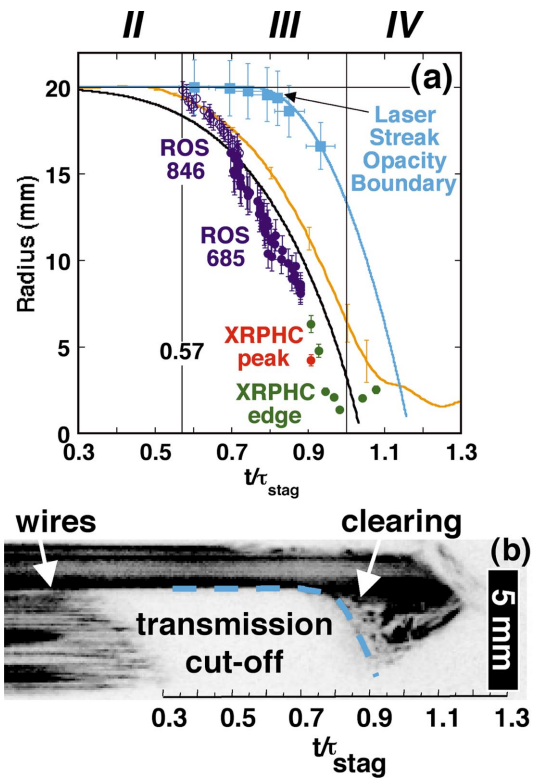 II III IV
(a)
20
15
10
5
0
Radius (mm)
Laser
Streak
Opacity
Boundary
ROS
846
ROS
685
0.57
XRPHC
peak
XRPHC
edge
0.3 0.5 0.7 0.9 1.1 1.3
t/τstag
wires
clearing
(b)
transmission
cut-off
5 mm
0.3 0.5 0.7 0.9 1.1 1.3
t/τstag